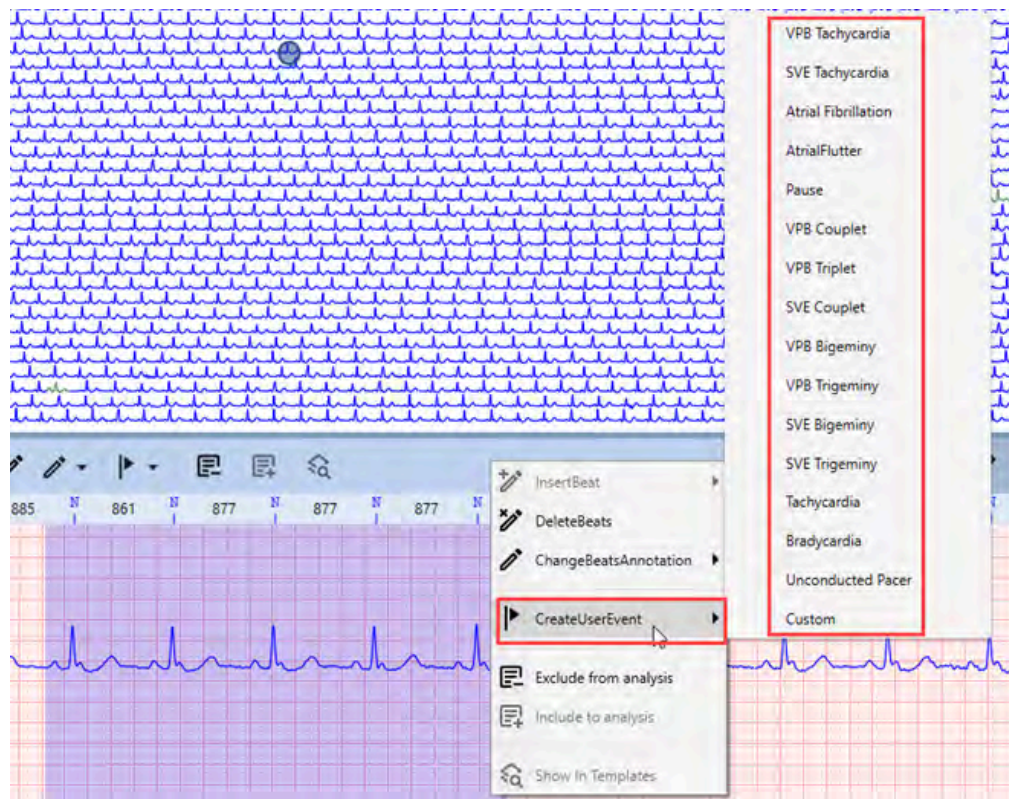 VPB Tachycardia
SVE Tachycardia
Atrial Fibrillation
AtrialFlutter
Pause
VPB Couplet
VPB Triplet
SVE Couplet
VPB Bigeminy
VPB Trigeminy
SVE Bigeminy
SVE Trigeminy
Tachycardia
Bradycardia
Unconducted Pacer
Custom
885 N 861 N 877 N 877 N 877 N
InsertBeat
DeleteBeats
ChangeBeatsAnnotation
CreateUserEvent
Exclude from analysis
Include to analysis
Show In Templates